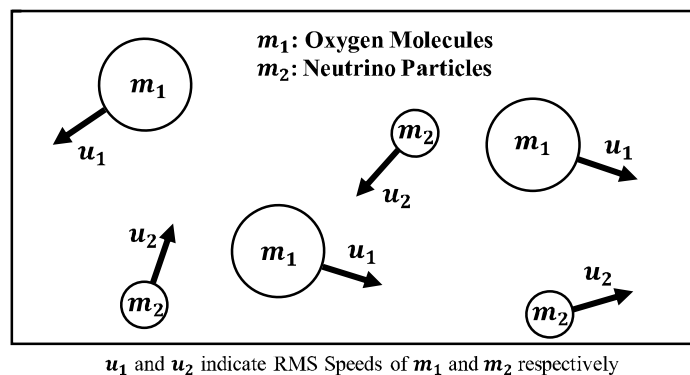 m₁: Oxygen Molecules
m₂: Neutrino Particles
m₁
u₁
m₂
u₂
m₁
u₁
u₂
m₂
m₁
u₁
u₂
m₂
u₁ and u₂ indicate RMS Speeds of m₁ and m₂ respectively